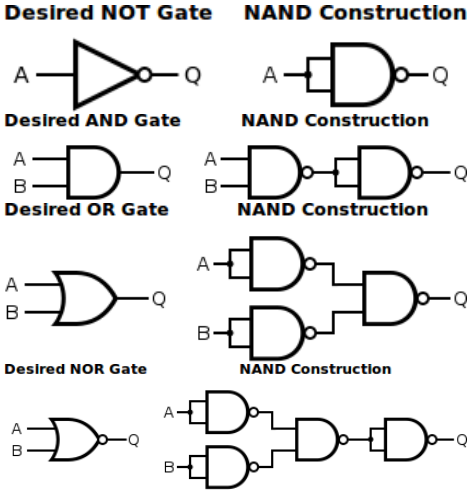 Desired NOT Gate NAND Construction
A Q A Q
Desired AND Gate NAND Construction
A A
Q Q
B B
Desired OR Gate NAND Construction
A
A Q Q
B
B
Desired NOR Gate NAND Construction
A
A
Q Q
B
B